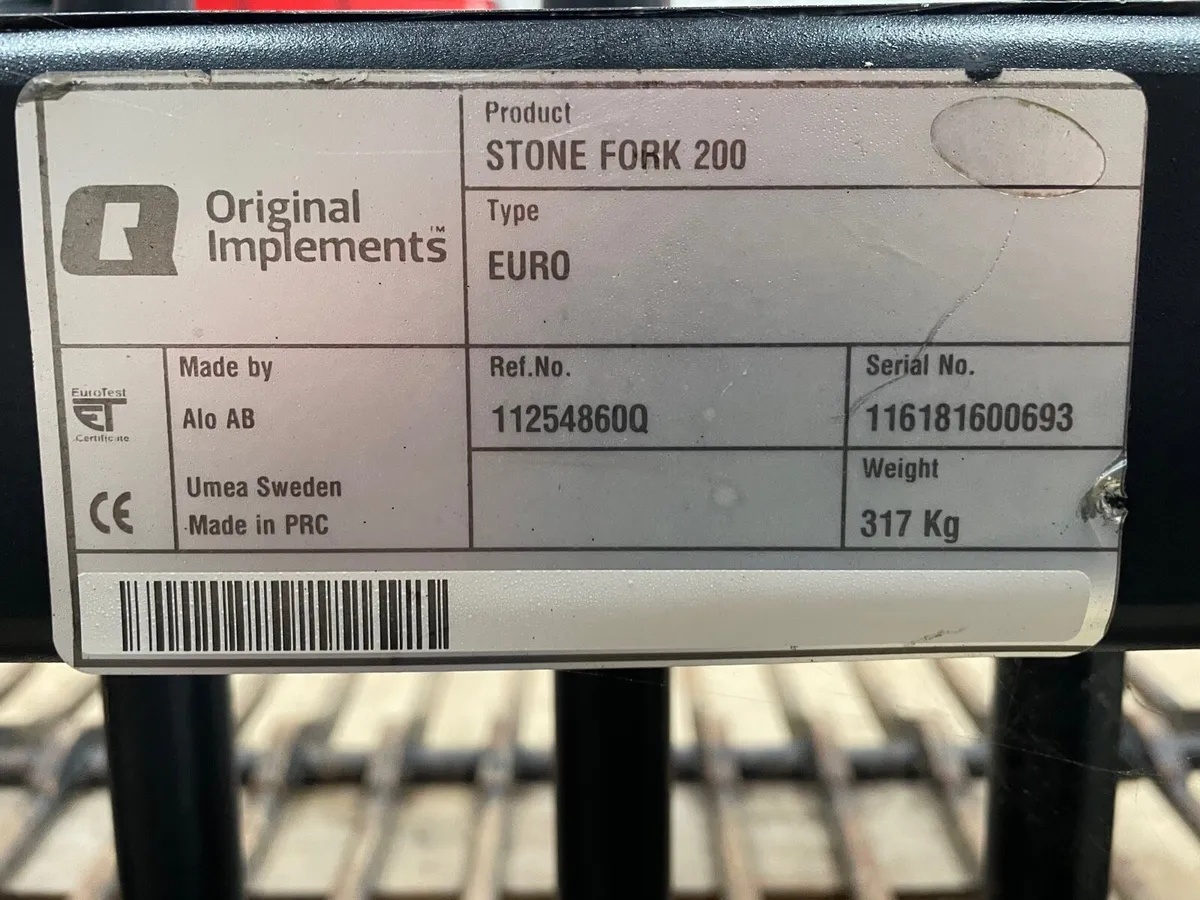 Original
Implements™
Product
STONE FORK 200
Type
EURO
EuroTest
ET
Certificate
CE
Made by
Alo AB
Umea Sweden
Made in PRC
Ref.No.
11254860Q
Serial No.
116181600693
Weight
317 Kg